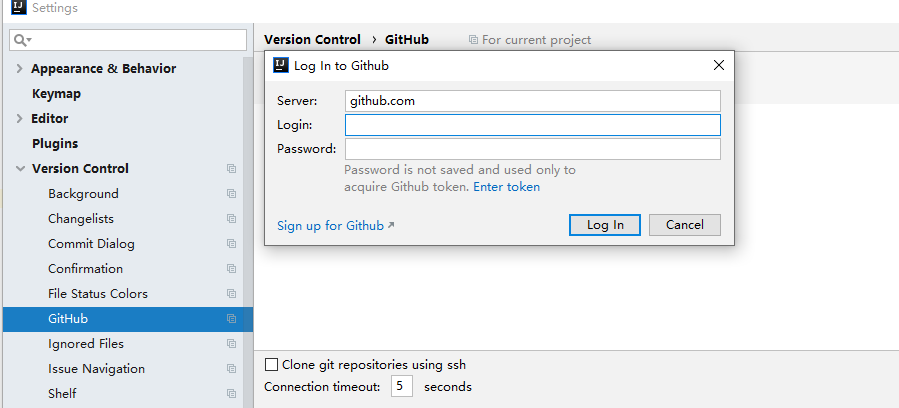 Settings
Appearance & Behavior
Keymap
Editor
Plugins
Version Control
Background
Changelists
Commit Dialog
Confirmation
File Status Colors
GitHub
Ignored Files
Issue Navigation
Shelf
Version Control › GitHub For current project
Log In to Github
Server: github.com
Login:
Password:
Password is not saved and used only to
acquire Github token. Enter token
Sign up for Github
Log In
Cancel
Clone git repositories using ssh
Connection timeout: 5 seconds